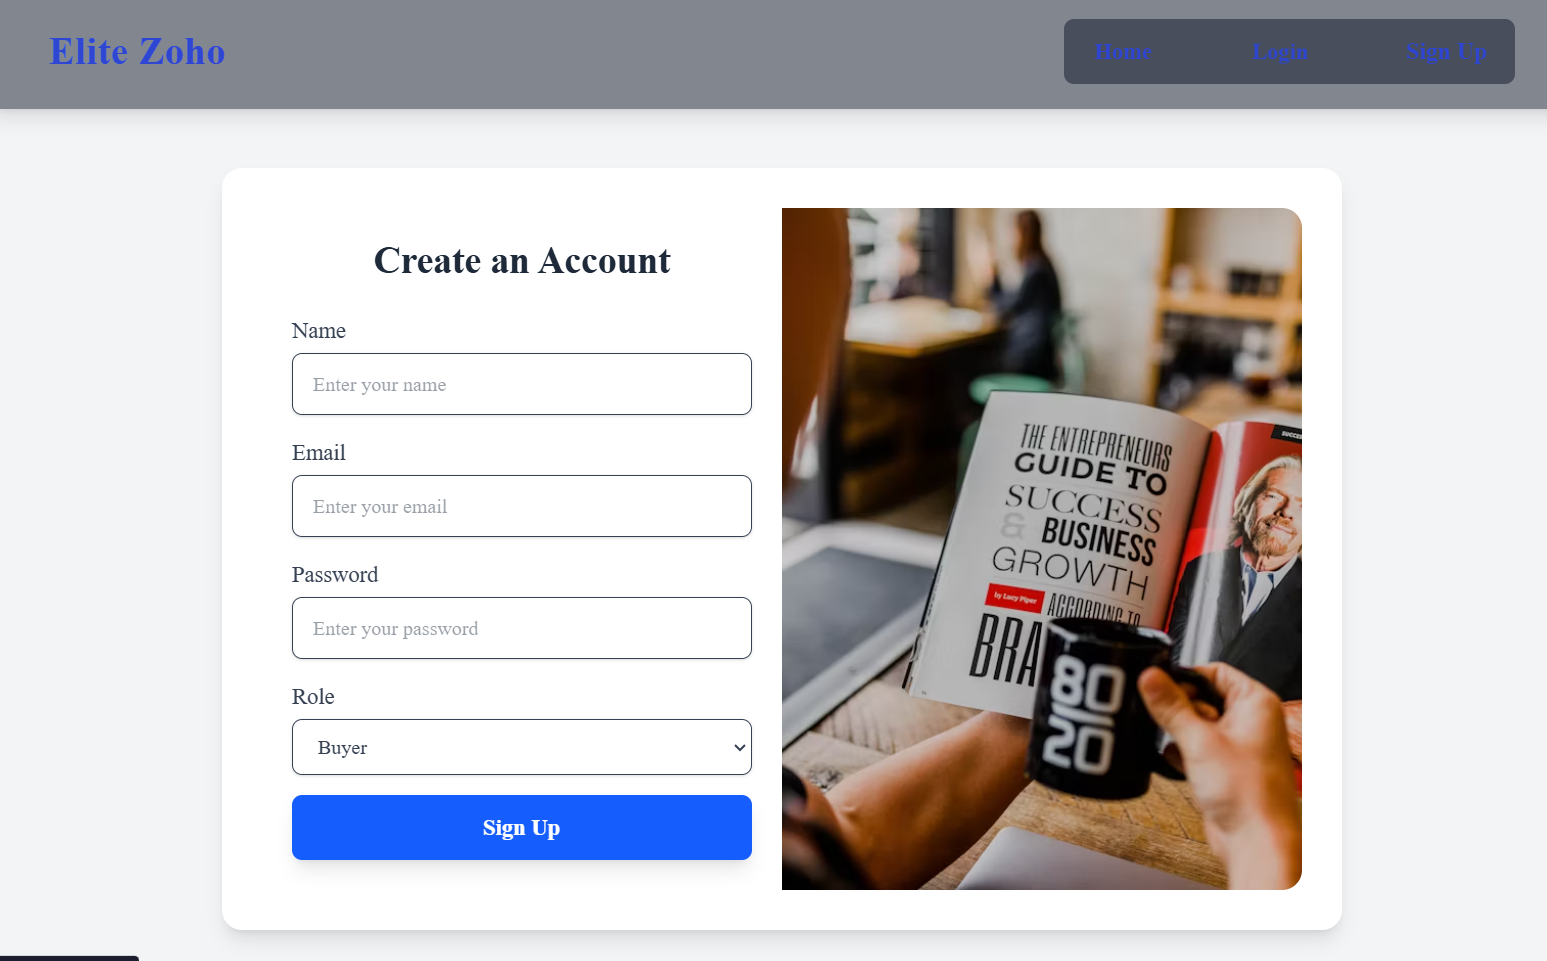 Elite Zoho
Home Login Sign Up
Create an Account
Name
Enter your name
Email
Enter your email
Password
Enter your password
Role
Buyer
Sign Up
THE ENTREPRENEURS
GUIDE TO
SUCCESS
& BUSINESS
GROWTH
by Lucy Piper
ACCORDING TO
BRA
SUCCES
80
20